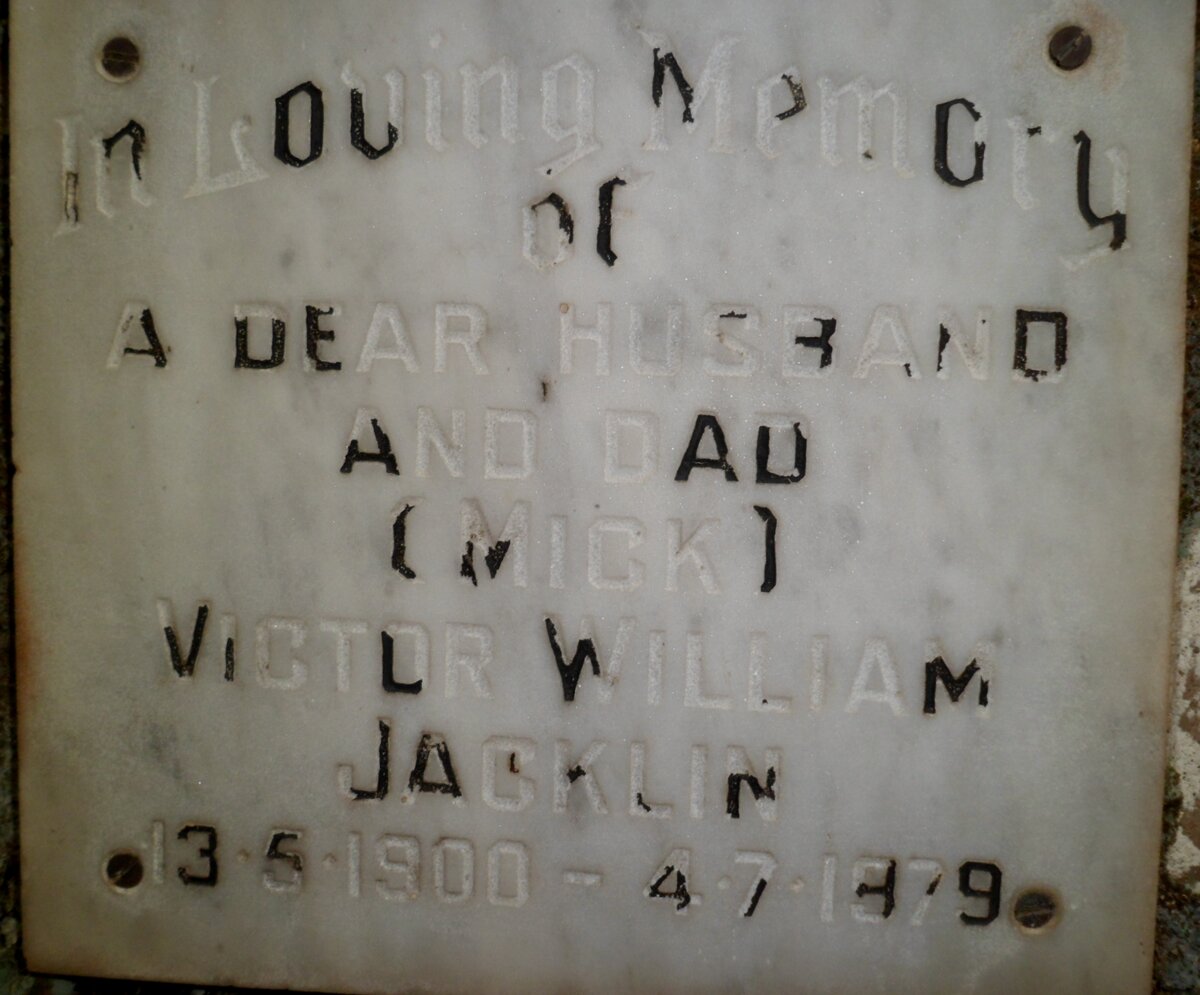 In Loving Memory
of
A DEAR HUSBAND
AND DAD
(MICK)
VICTOR WILLIAM
JACKLIN
13·5·1900 – 4·7·1979